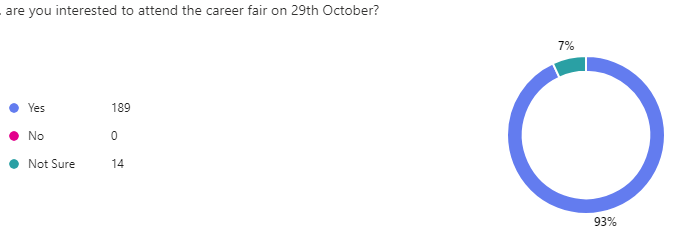 are you interested to attend the career fair on 29th October?
7%
Yes 189
No 0
Not Sure 14
93%